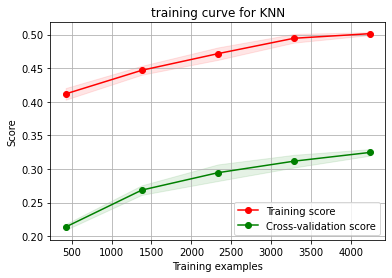 training curve for KNN
Score
0.50
0.45
0.40
0.35
0.30
0.25
0.20
500 1000 1500 2000 2500 3000 3500 4000
Training examples
Training score
Cross-validation score